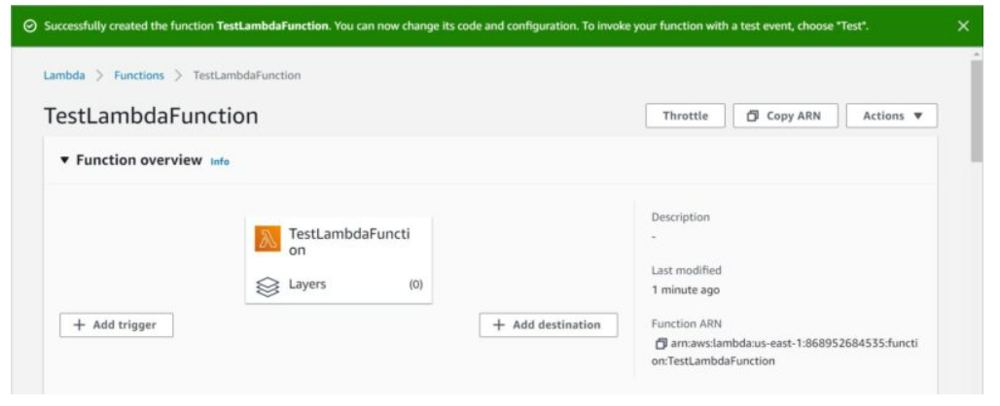 Successfully created the function TestLambdaFunction. You can now change its code and configuration. To invoke your function with a test event, choose "Test".
Lambda > Functions > TestLambdaFunction
TestLambdaFunction
Throttle
Copy ARN
Actions ▼
▼ Function overview Info
TestLambdaFuncti
on
Layers (0)
+ Add trigger
+ Add destination
Description
-
Last modified
1 minute ago
Function ARN
arn:aws:lambda:us-east-1:868952684535:functi
on:TestLambdaFunction